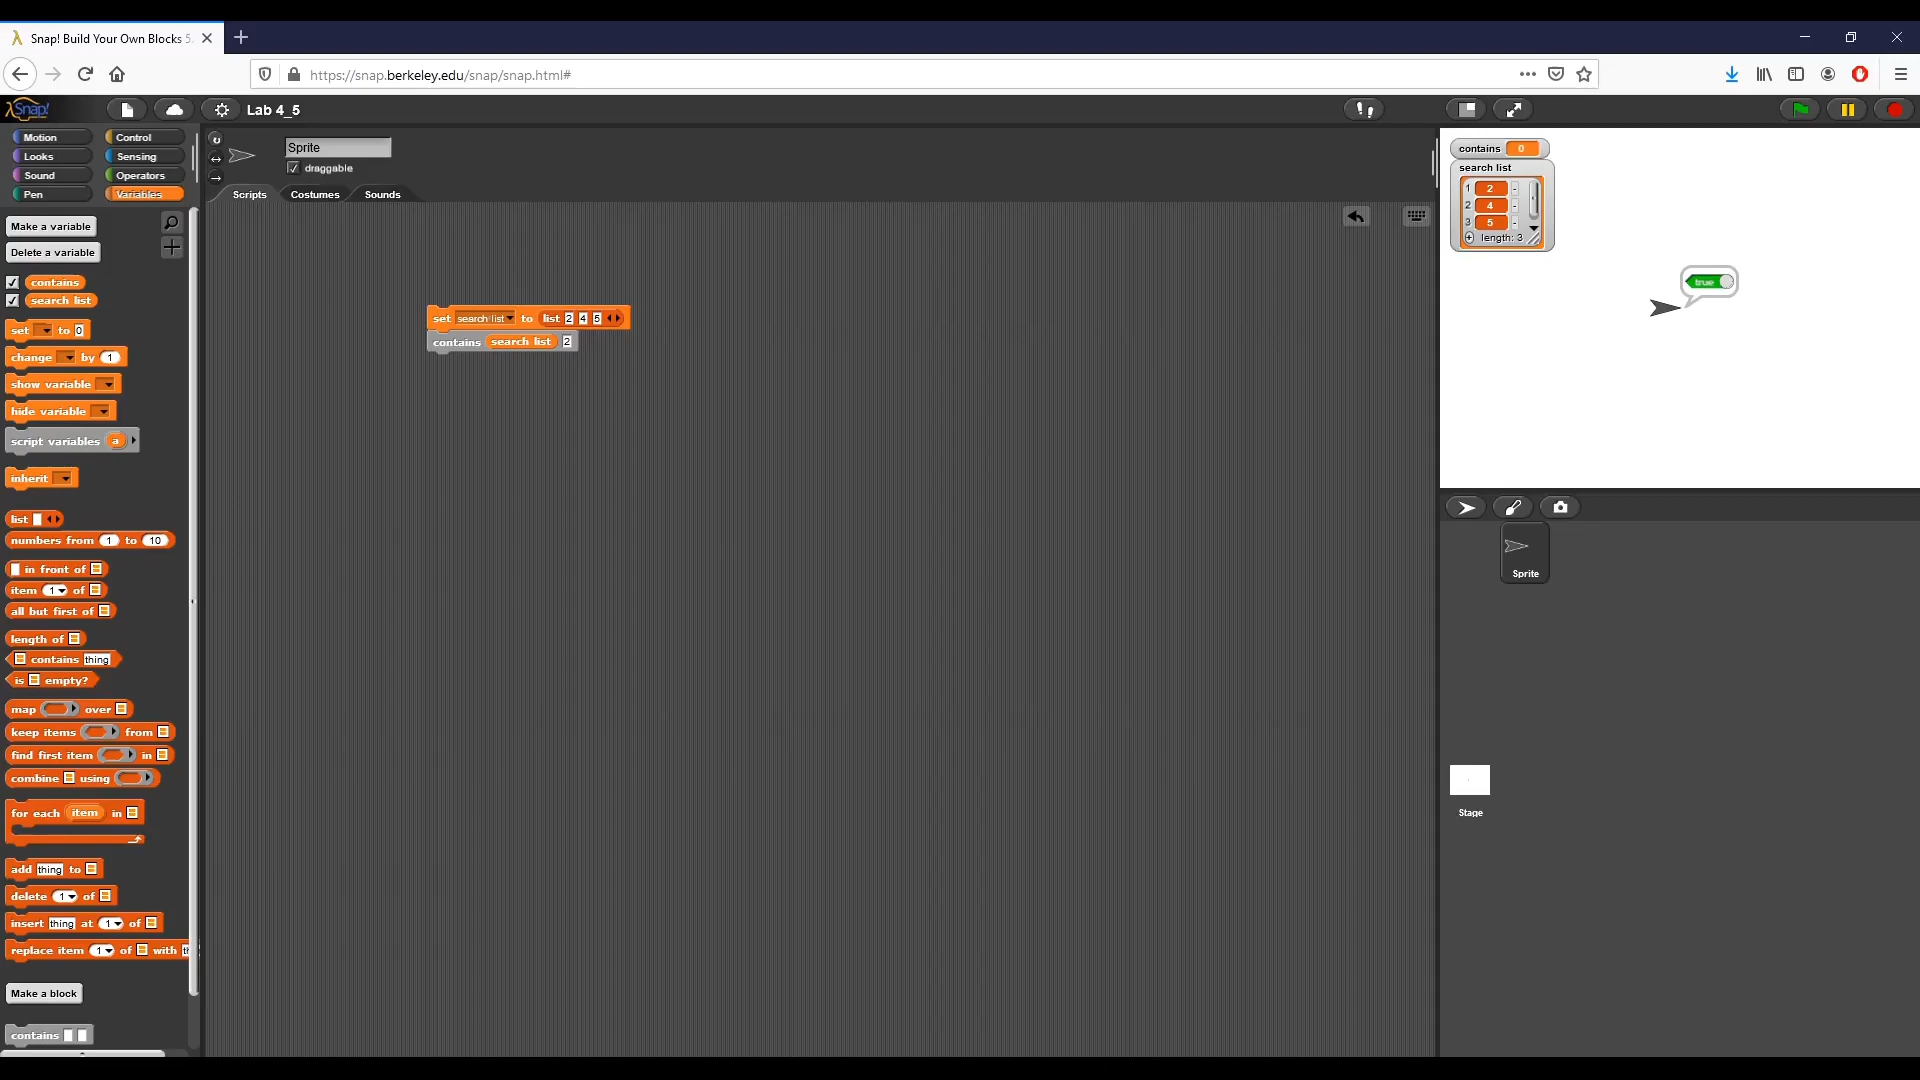 Snap! Build Your Own Blocks 5.
https://snap.berkeley.edu/snap/snap.html#
Snap!
Lab 4_5
Motion
Control
Looks
Sensing
Sound
Operators
Pen
Variables
Sprite
draggable
Scripts
Costumes
Sounds
Make a variable
Delete a variable
contains
search list
set to 0
change by 1
show variable
hide variable
script variables a
inherit
list
numbers from 1 to 10
in front of
item 1 of
all but first of
length of
contains thing
is empty?
map over
keep items from
find first item in
combine using
for each item in
add thing to
delete 1 of
insert thing at 1 of
replace item 1 of with
Make a block
contains
set search list to list 2 4 5
contains search list 2
contains 0
search list
1 2 -
2 4 -
3 5 -
+ length: 3
true
Sprite
Stage